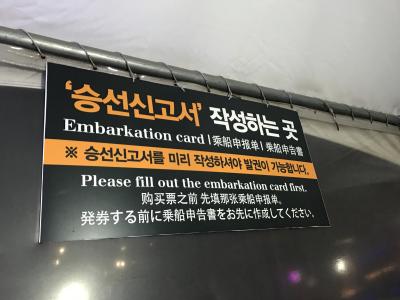 '승선신고서' 작성하는 곳
Embarkation card | 乘船申报单 | 乗船申告書
※ 승선신고서를 미리 작성하셔야 발권이 가능합니다.
Please fill out the embarkation card first.
购买票之前 先填那张乘船申报单.
発券する前に乗船申告書をお先に作成してください.